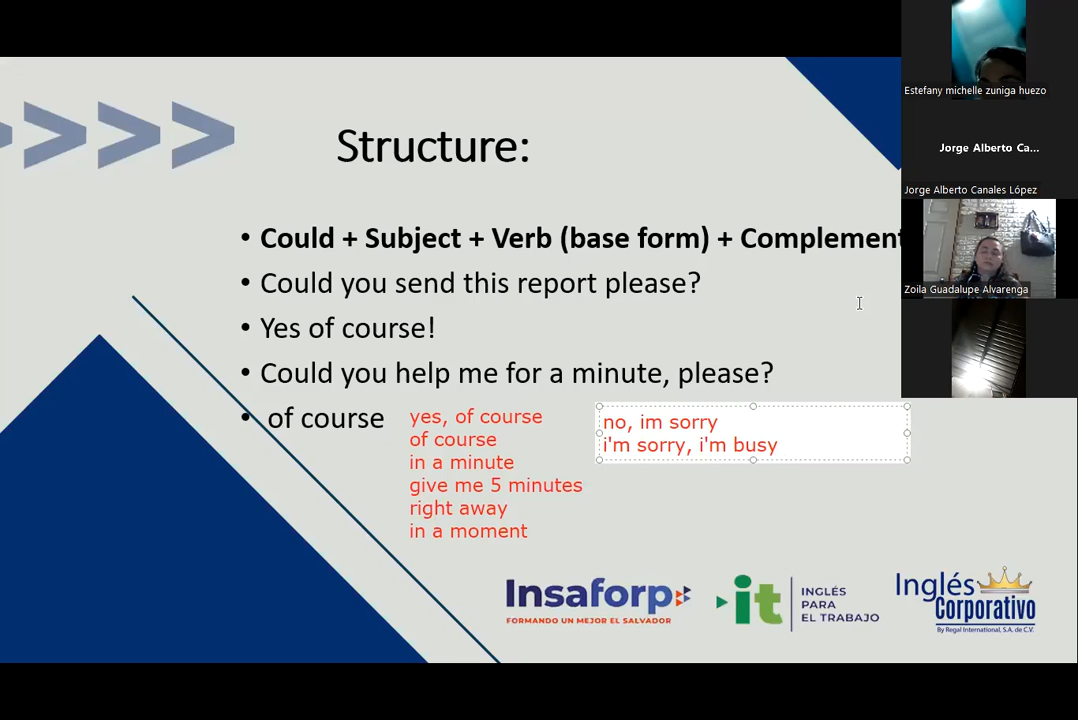 Structure:
• Could + Subject + Verb (base form) + Complement
• Could you send this report please?
• Yes of course!
• Could you help me for a minute, please?
• of course
yes, of course
of course
in a minute
give me 5 minutes
right away
in a moment
no, im sorry
i'm sorry, i'm busy
Estefany michelle zuniga huezo
Jorge Alberto Ca...
Jorge Alberto Canales López
Zoila Guadalupe Alvarenga
Insaforp
FORMANDO UN MEJOR EL SALVADOR
it
INGLÉS
PARA
EL TRABAJO
Inglés
Corporativo
By Regal International, S.A. de C.V.